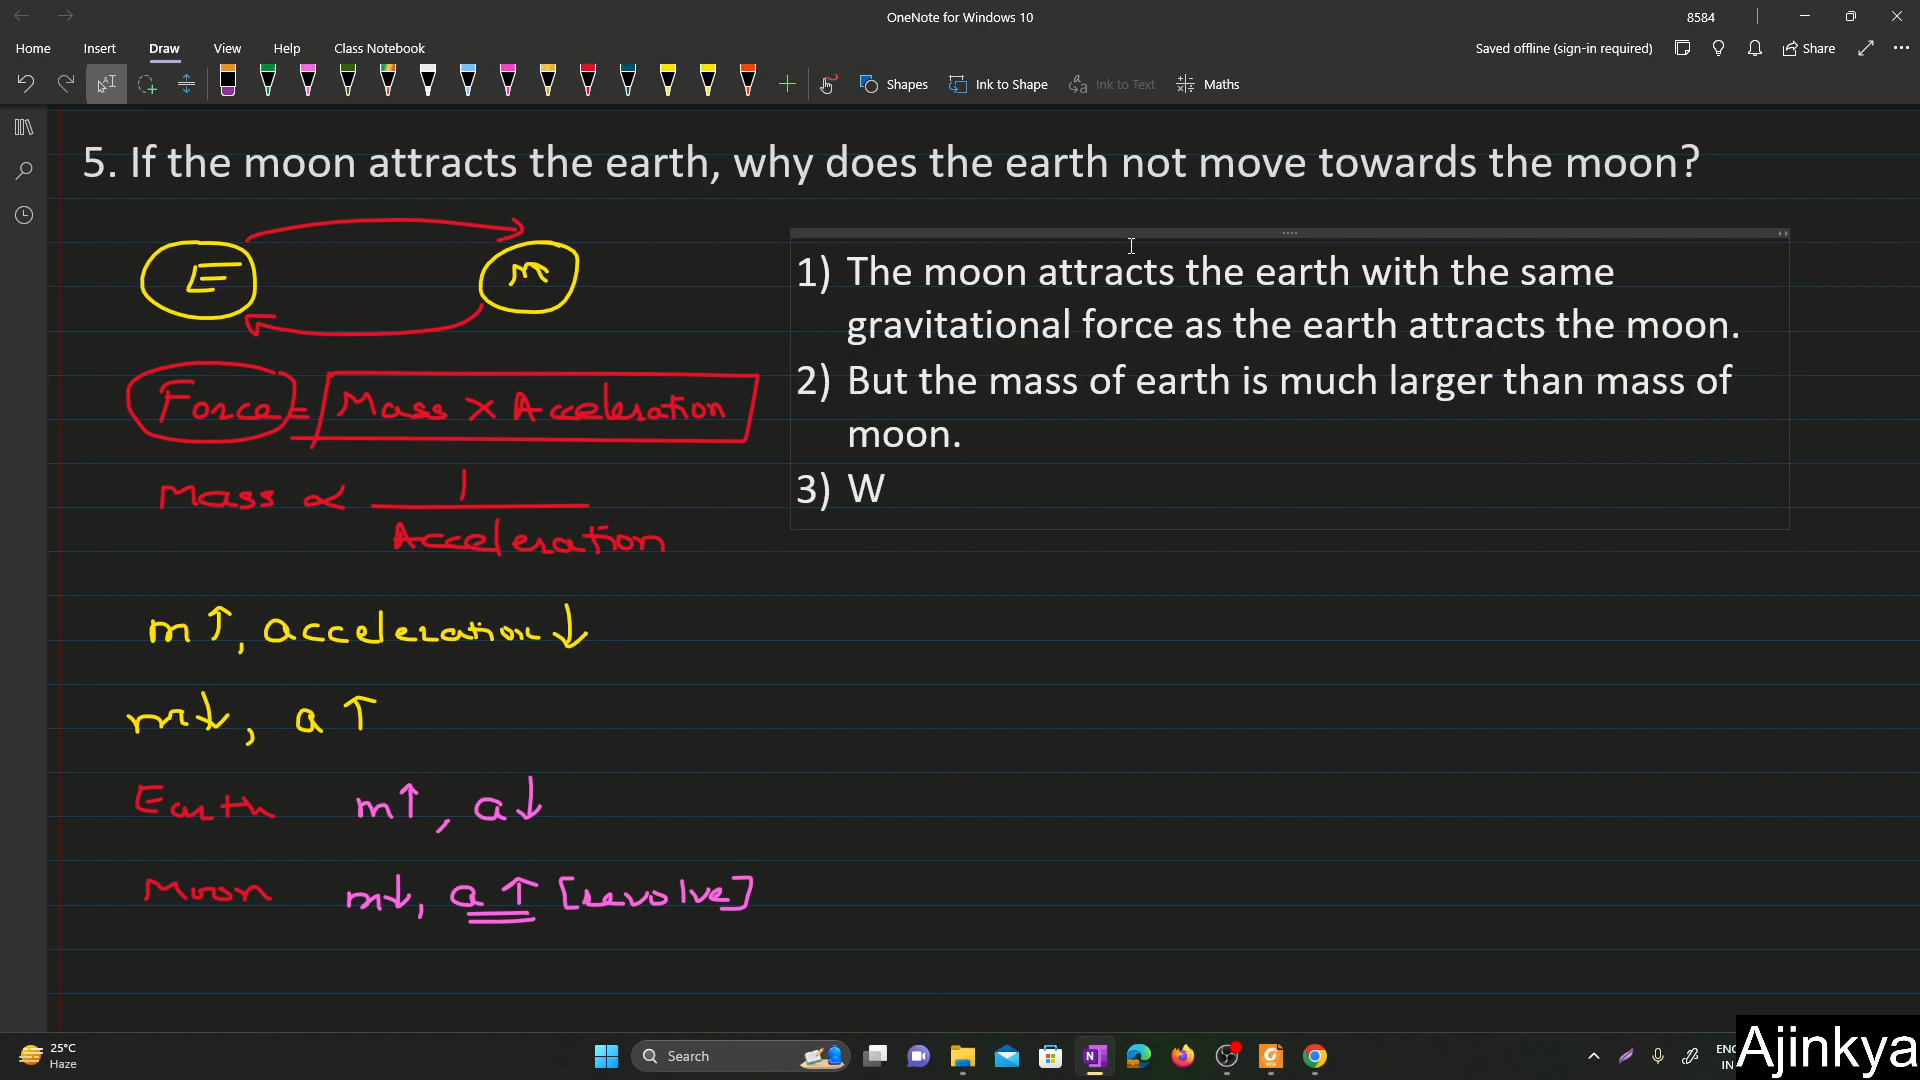 OneNote for Windows 10
8584
Home Insert Draw View Help Class Notebook
Saved offline (sign-in required)
Share
Shapes
Ink to Shape
Ink to Text
Maths
5. If the moon attracts the earth, why does the earth not move towards the moon?
E m
Force = Mass × Acceleration
Mass ∝ 1
Acceleration
m ↑, acceleration ↓
m↓, a ↑
Earth m↑, a↓
Moon m↓, a ↑ [revolve]
1) The moon attracts the earth with the same
gravitational force as the earth attracts the moon.
2) But the mass of earth is much larger than mass of
moon.
3) W
25°C
Haze
Search
ENG
IN
Ajinkya